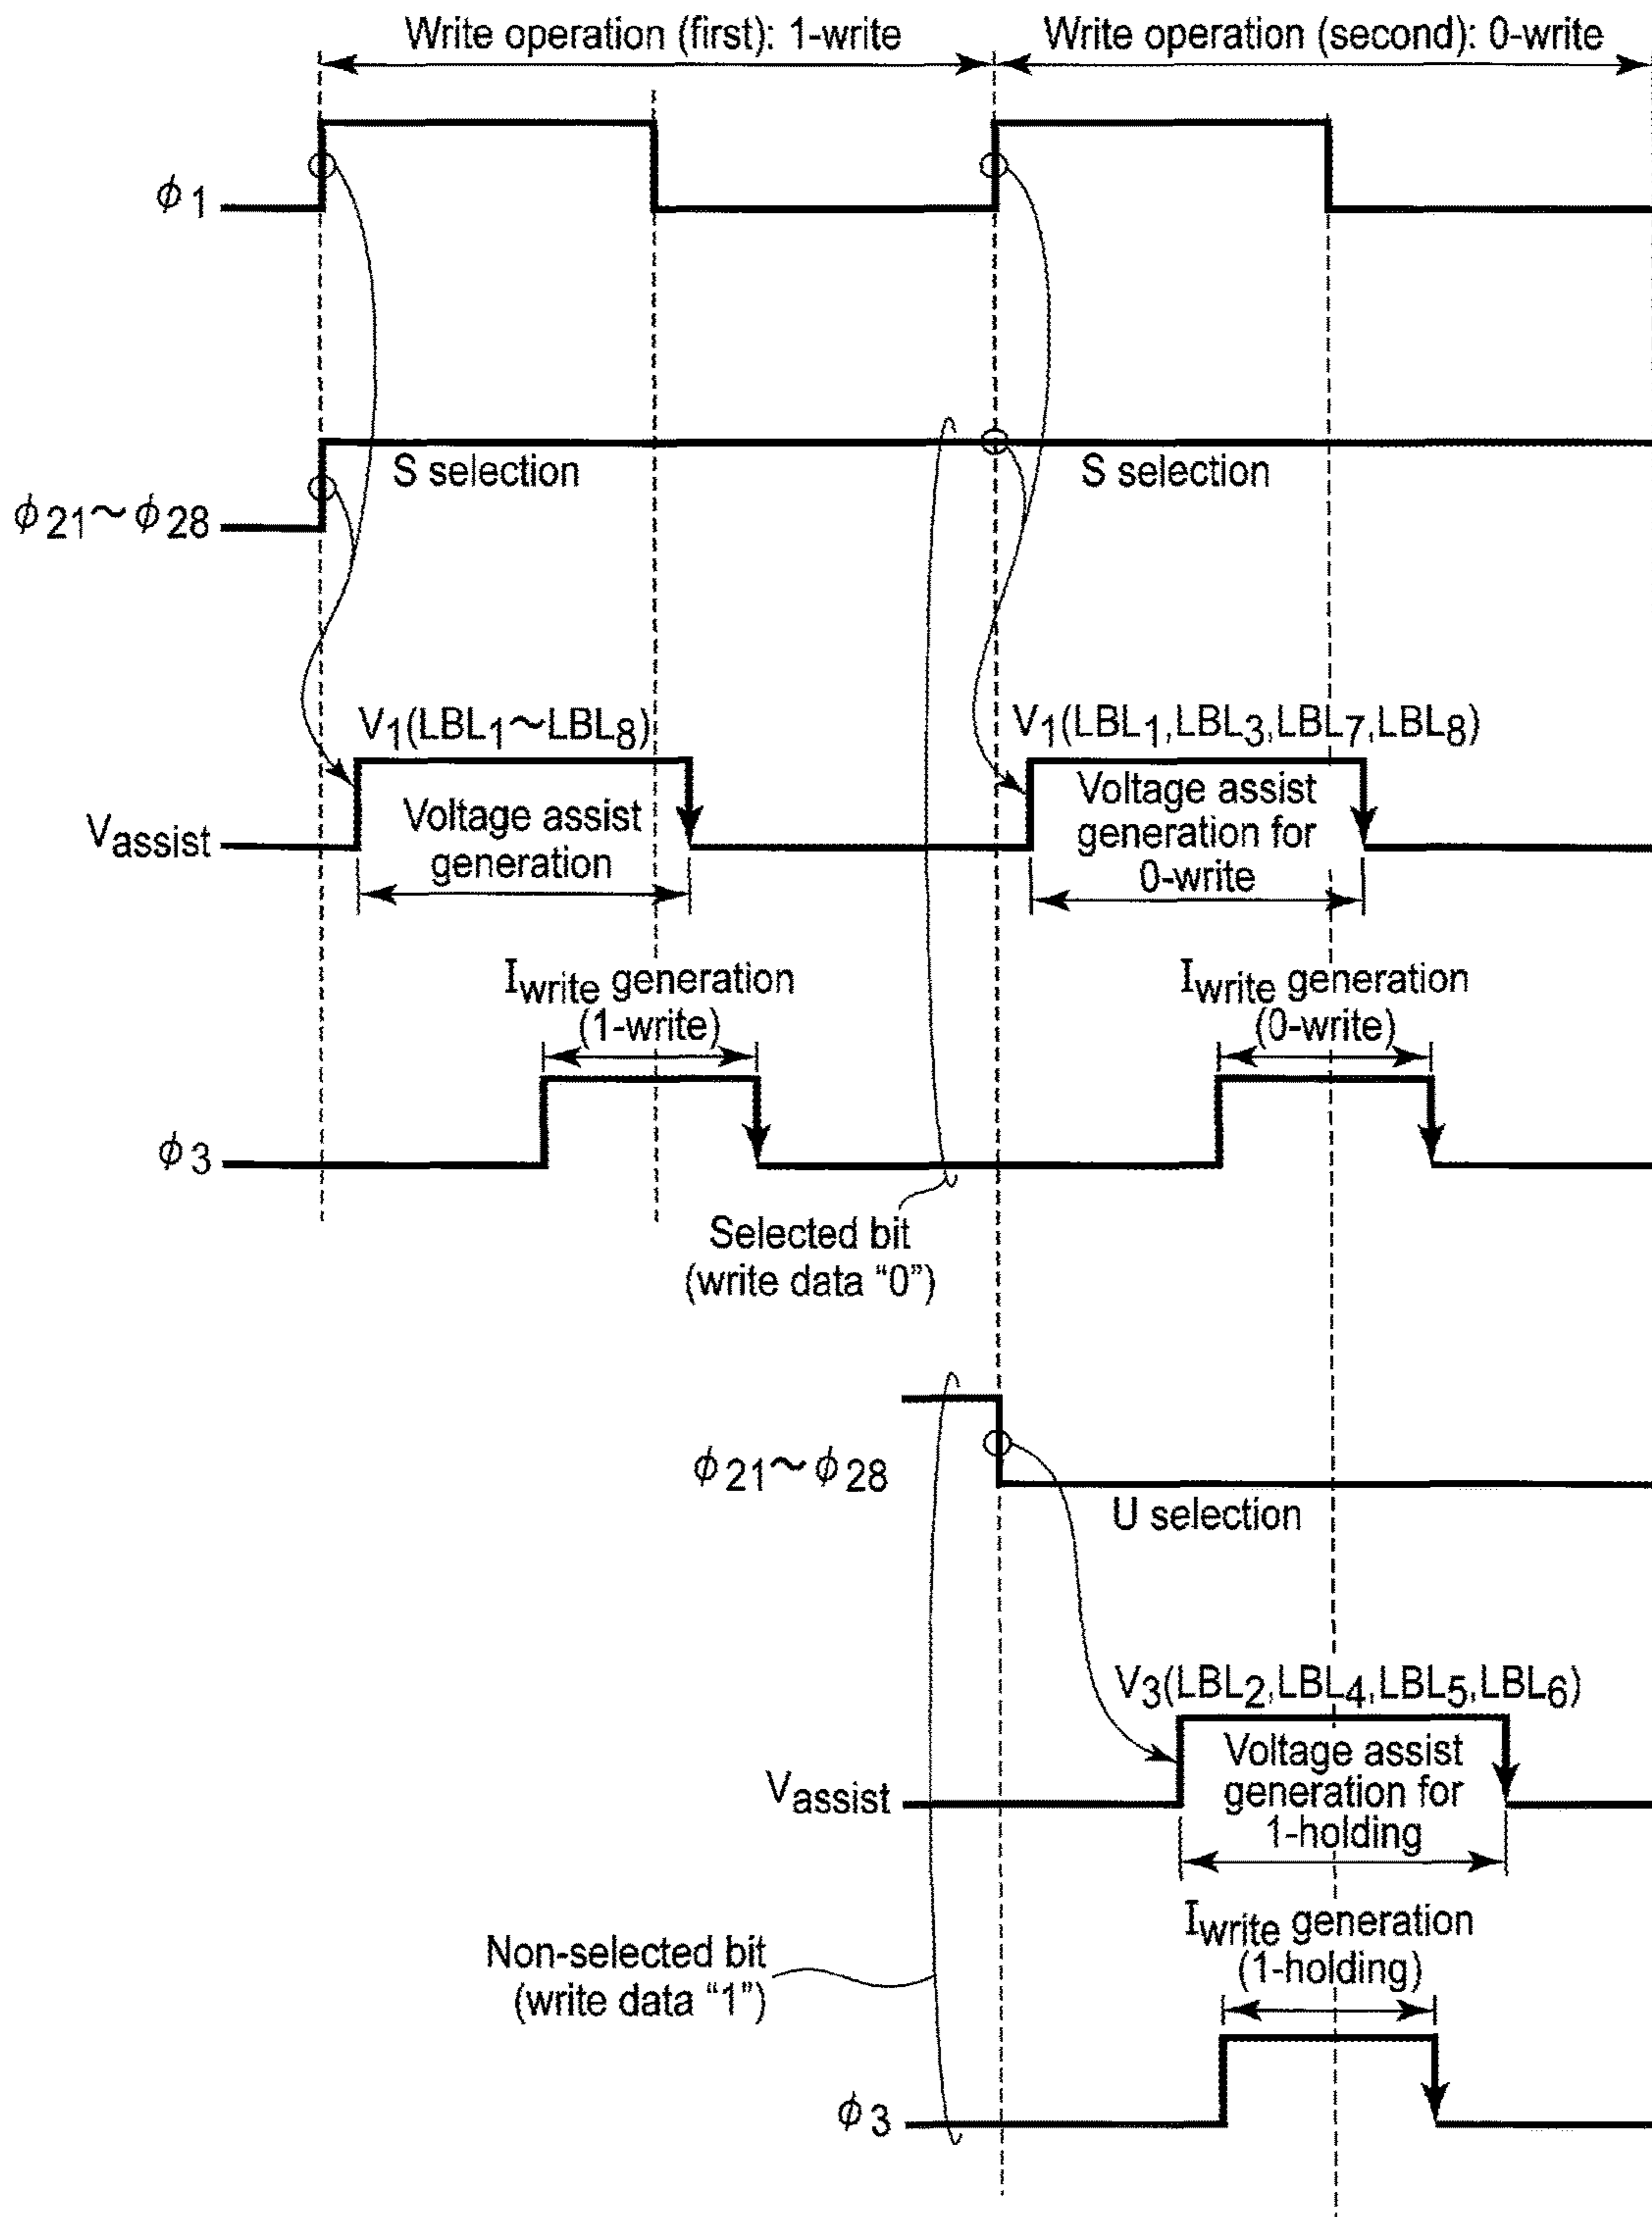 Write operation (first): 1-write Write operation (second): 0-write
ϕ1
S selection S selection
ϕ21~ϕ28
V1(LBL1~LBL8) V1(LBL1,LBL3,LBL7,LBL8)
Vassist
Voltage assist
generation
Voltage assist
generation for
0-write
Iwrite generation
(1-write)
Iwrite generation
(0-write)
ϕ3
Selected bit
(write data “0”)
ϕ21~ϕ28
U selection
V3(LBL2,LBL4,LBL5,LBL6)
Vassist
Voltage assist
generation for
1-holding
Iwrite generation
(1-holding)
Non-selected bit
(write data “1”)
ϕ3